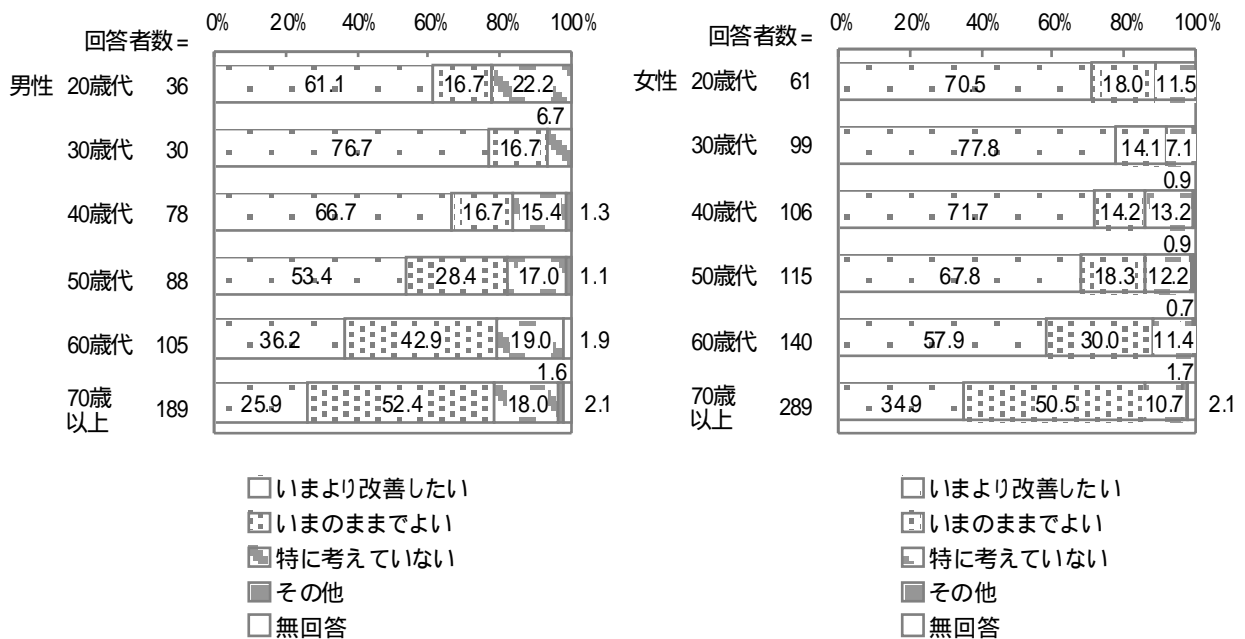 0% 20% 40% 60% 80% 100%
回答者数 =
男性 20歳代 36 61.1 16.7 22.2
6.7
30歳代 30 76.7 16.7
40歳代 78 66.7 16.7 15.4 1.3
50歳代 88 53.4 28.4 17.0 1.1
60歳代 105 36.2 42.9 19.0 1.9
1.6
70歳
以上 189 25.9 52.4 18.0 2.1
いまより改善したい
いまのままでよい
特に考えていない
その他
無回答
0% 20% 40% 60% 80% 100%
回答者数 =
女性 20歳代 61 70.5 18.0 11.5
30歳代 99 77.8 14.1 7.1
0.9
40歳代 106 71.7 14.2 13.2
0.9
50歳代 115 67.8 18.3 12.2
0.7
60歳代 140 57.9 30.0 11.4
1.7
70歳
以上 289 34.9 50.5 10.7 2.1
いまより改善したい
いまのままでよい
特に考えていない
その他
無回答